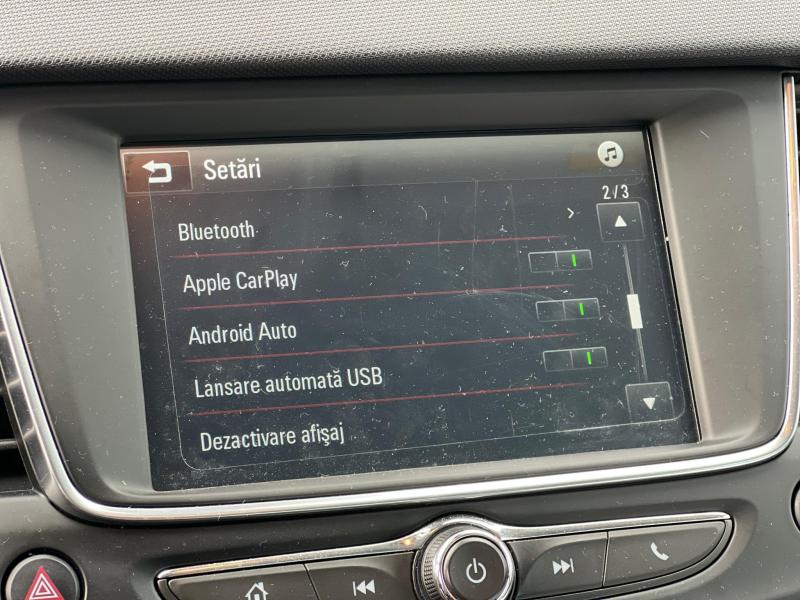 Setări
2/3
Bluetooth
Apple CarPlay
Android Auto
Lansare automată USB
Dezactivare afişaj